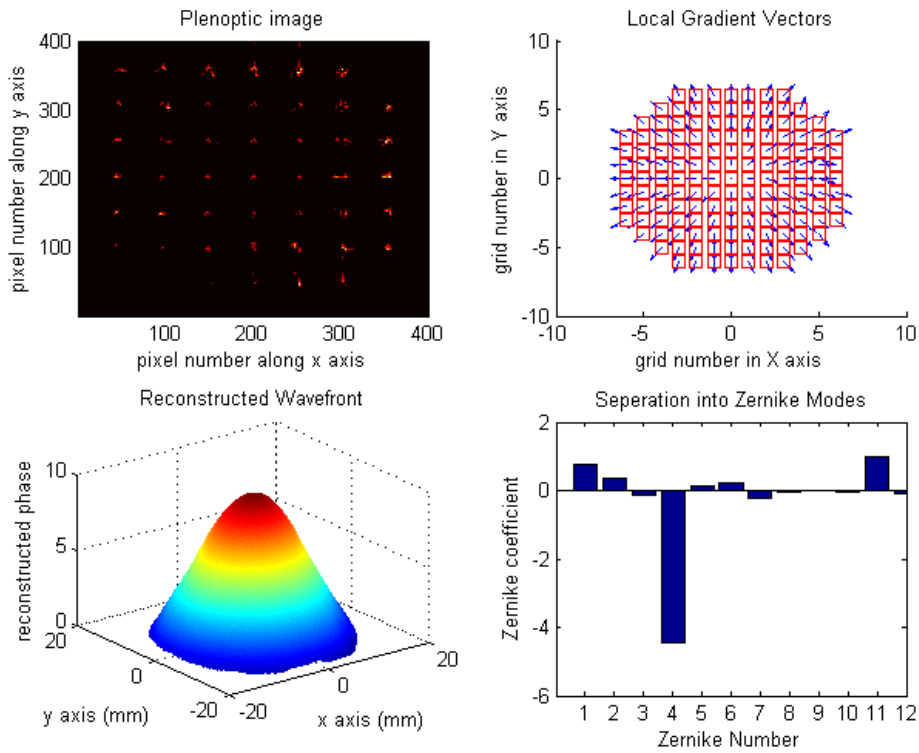 Plenoptic image
400
300
200
100
pixel number along y axis
100 200 300 400
pixel number along x axis
Local Gradient Vectors
10
5
0
-5
-10
grid number in Y axis
-10 -5 0 5 10
grid number in X axis
Reconstructed Wavefront
10
5
0
reconstructed phase
20
0
-20
y axis (mm)
-20
0
20
x axis (mm)
Seperation into Zernike Modes
2
0
-2
-4
-6
Zernike coefficient
1 2 3 4 5 6 7 8 9 10 11 12
Zernike Number